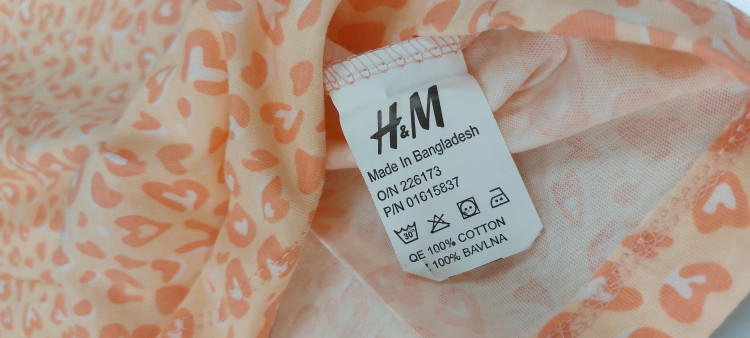 H&M
Made In Bangladesh
O/N 226173
P/N 01615837
30°
QE 100% COTTON
100% BAVLNA